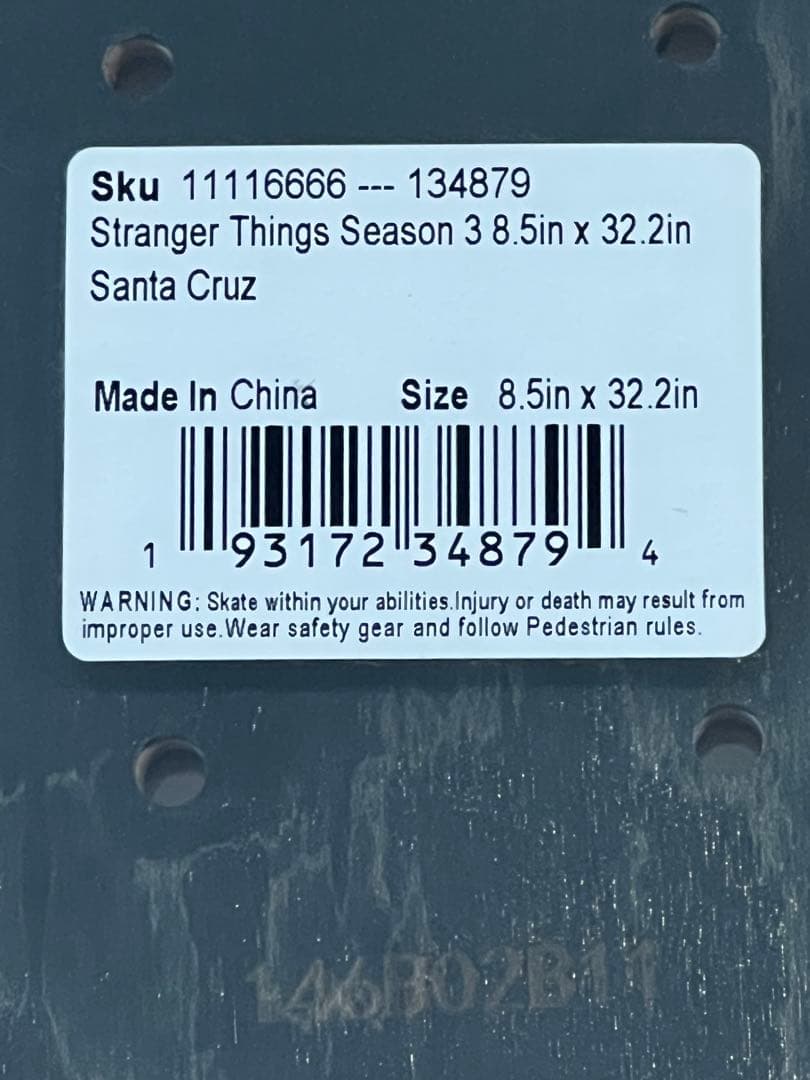 Sku 11116666 --- 134879
Stranger Things Season 3 8.5in x 32.2in
Santa Cruz
Made In China Size 8.5in x 32.2in
1 93172 34879 4
WARNING: Skate within your abilities.Injury or death may result from
improper use.Wear safety gear and follow Pedestrian rules.